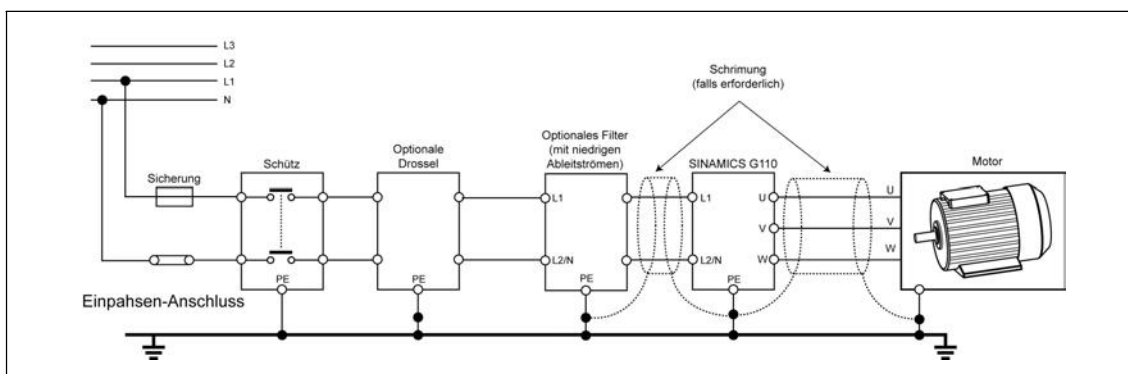 L3
L2
L1
N
Schrimung
(falls erforderlich)
Sicherung
Schütz
Optionale
Drossel
Optionales Filter
(mit niedrigen
Ableitströmen)
SINAMICS G110
Motor
L1
L1
U
U
V
V
L2/N
L2/N
W
W
PE
PE
PE
PE
Einpahsen-Anschluss